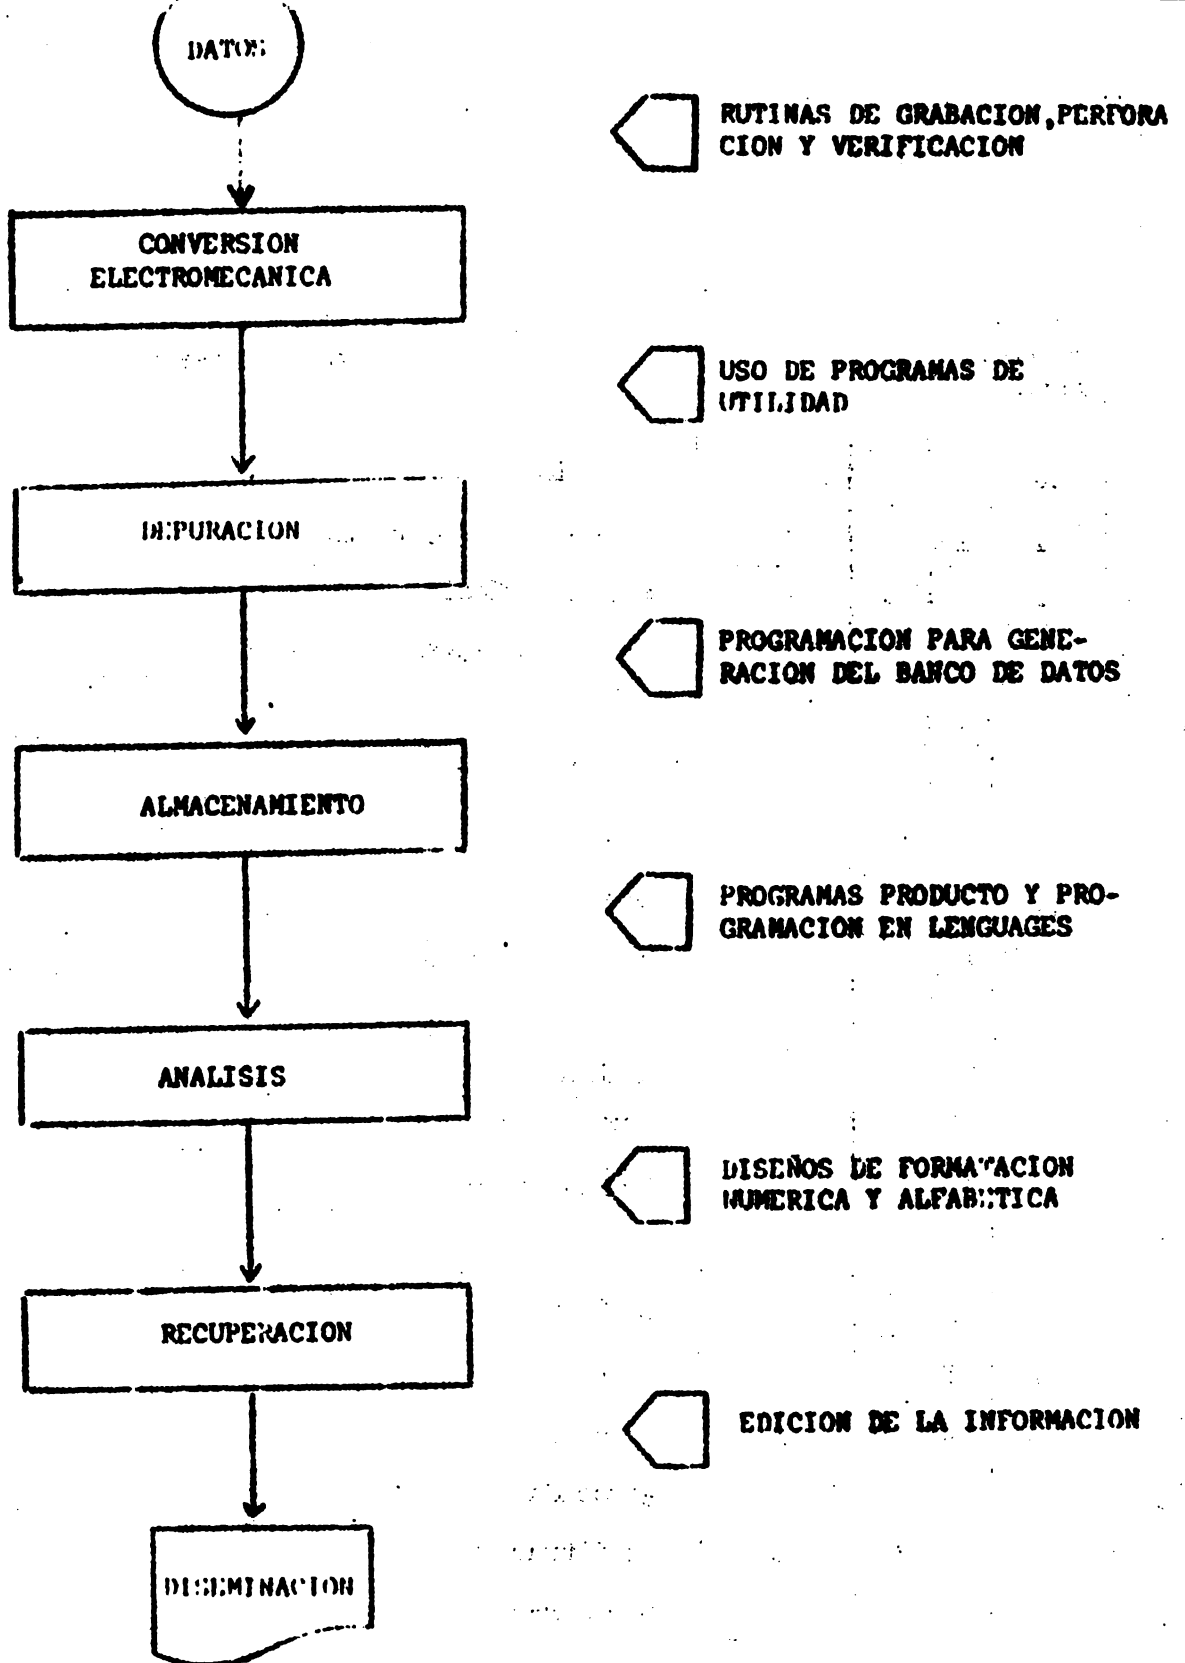 DATOS
RUTINAS DE GRABACION,PERFORA
CION Y VERIFICACION
CONVERSION
ELECTROMECANICA
USO DE PROGRAMAS DE
UTILIDAD
DEPURACION
PROGRAMACION PARA GENE-
RACION DEL BANCO DE DATOS
ALMACENAMIENTO
PROGRAMAS PRODUCTO Y PRO-
GRAMACION EN LENGUAGES
ANALISIS
DISEÑOS DE FORMATACION
NUMERICA Y ALFABETICA
RECUPERACION
EDICION DE LA INFORMACION
DISEMINACION